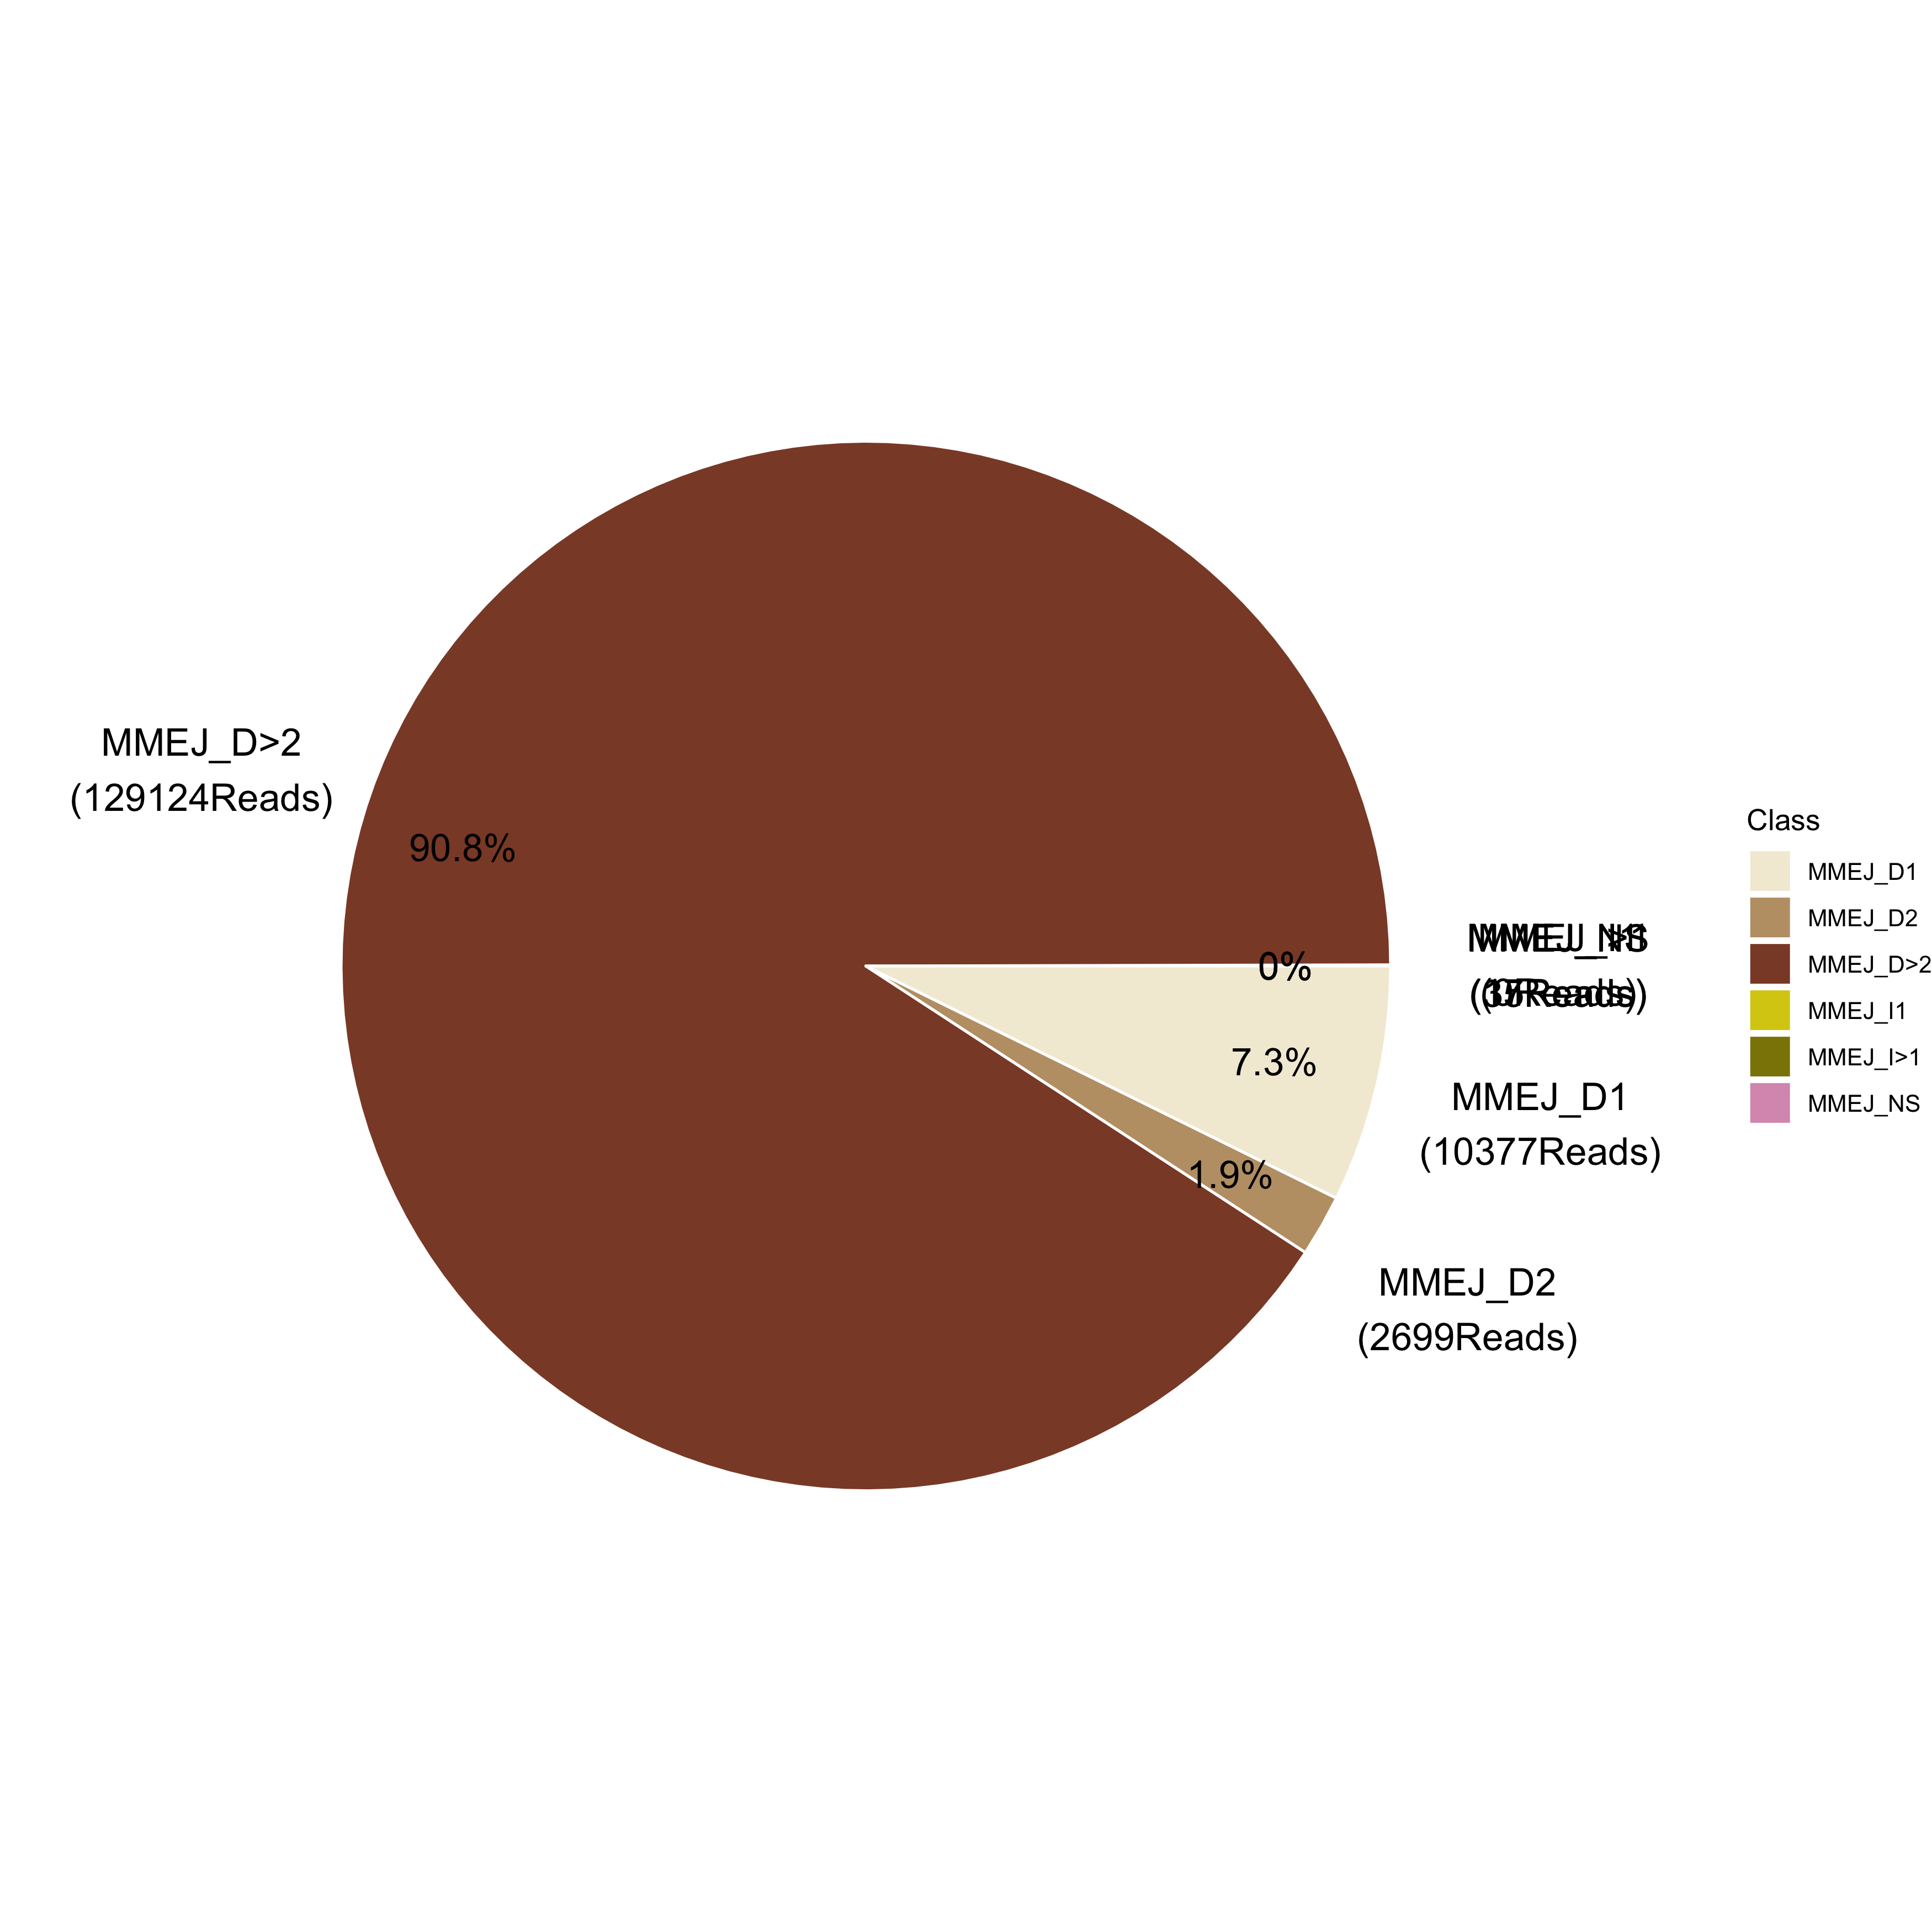 MMEJ_D>2
(129124Reads)
90.8%
0%
7.3%
MMEJ_D1
(10377Reads)
1.9%
MMEJ_D2
(2699Reads)
Class
MMEJ_D1
MMEJ_D2
MMEJ_D>2
MMEJ_I1
MMEJ_I>1
MMEJ_NS